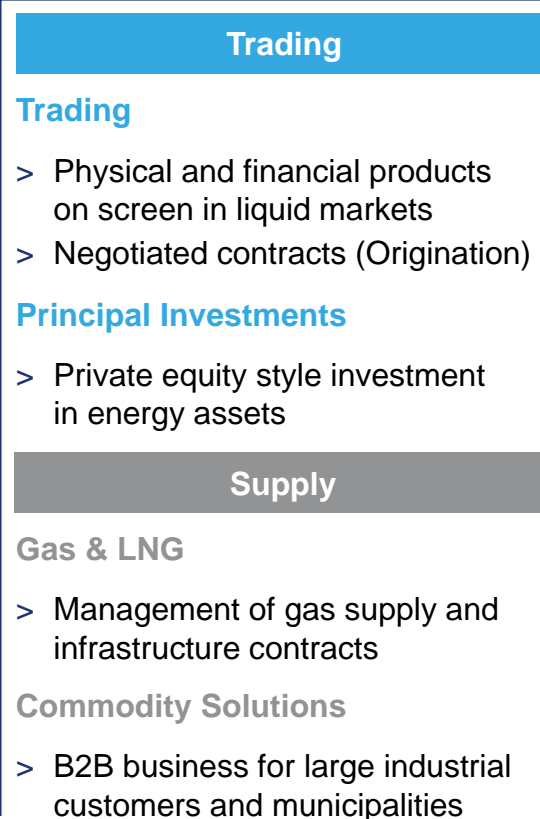 Trading
Trading
> Physical and financial products
on screen in liquid markets
> Negotiated contracts (Origination)
Principal Investments
> Private equity style investment
in energy assets
Supply
Gas & LNG
> Management of gas supply and
infrastructure contracts
Commodity Solutions
> B2B business for large industrial
customers and municipalities